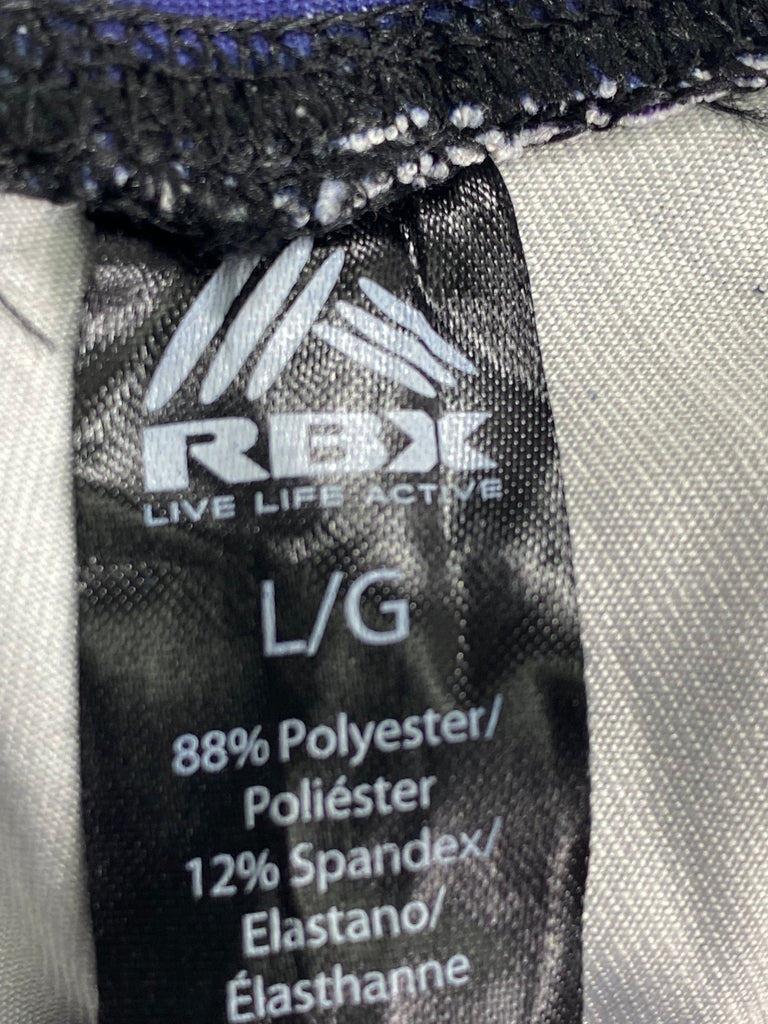 RBX
LIVE LIFE ACTIVE
L/G
88% Polyester/
Poliéster
12% Spandex/
Elastano/
Élasthanne